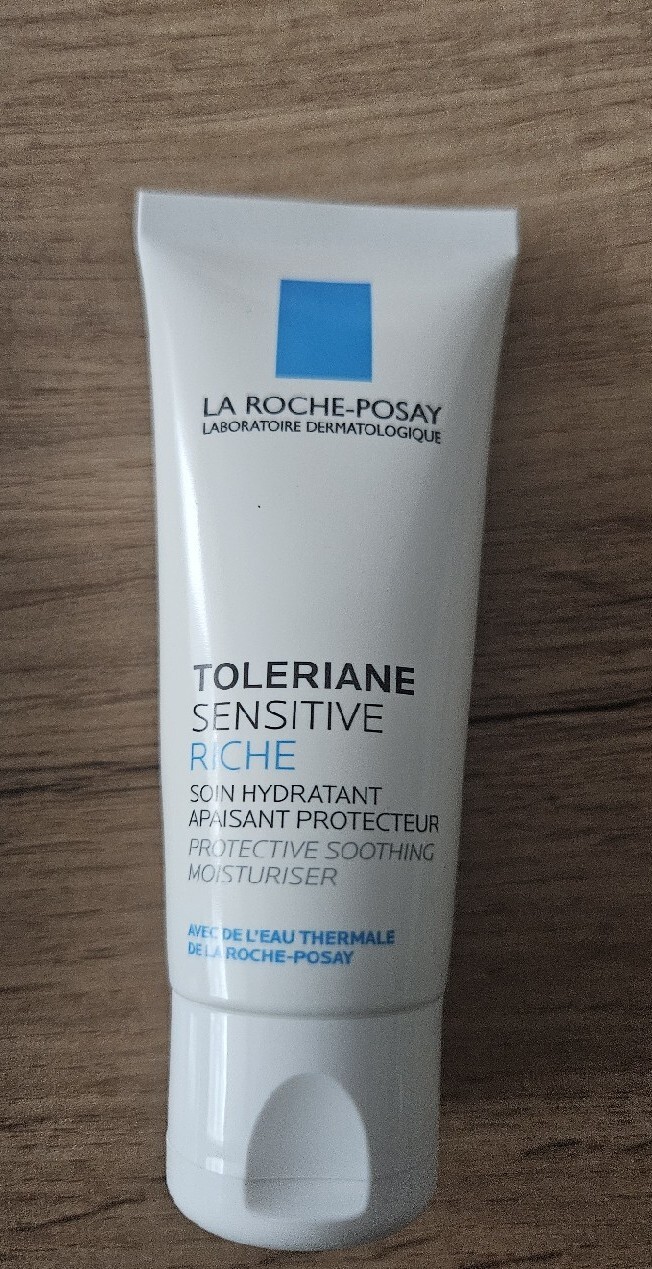 LA ROCHE-POSAY
LABORATOIRE DERMATOLOGIQUE
TOLERIANE
SENSITIVE
RICHE
SOIN HYDRATANT
APAISANT PROTECTEUR
PROTECTIVE SOOTHING
MOISTURISER
AVEC DE L'EAU THERMALE
DE LA ROCHE-POSAY